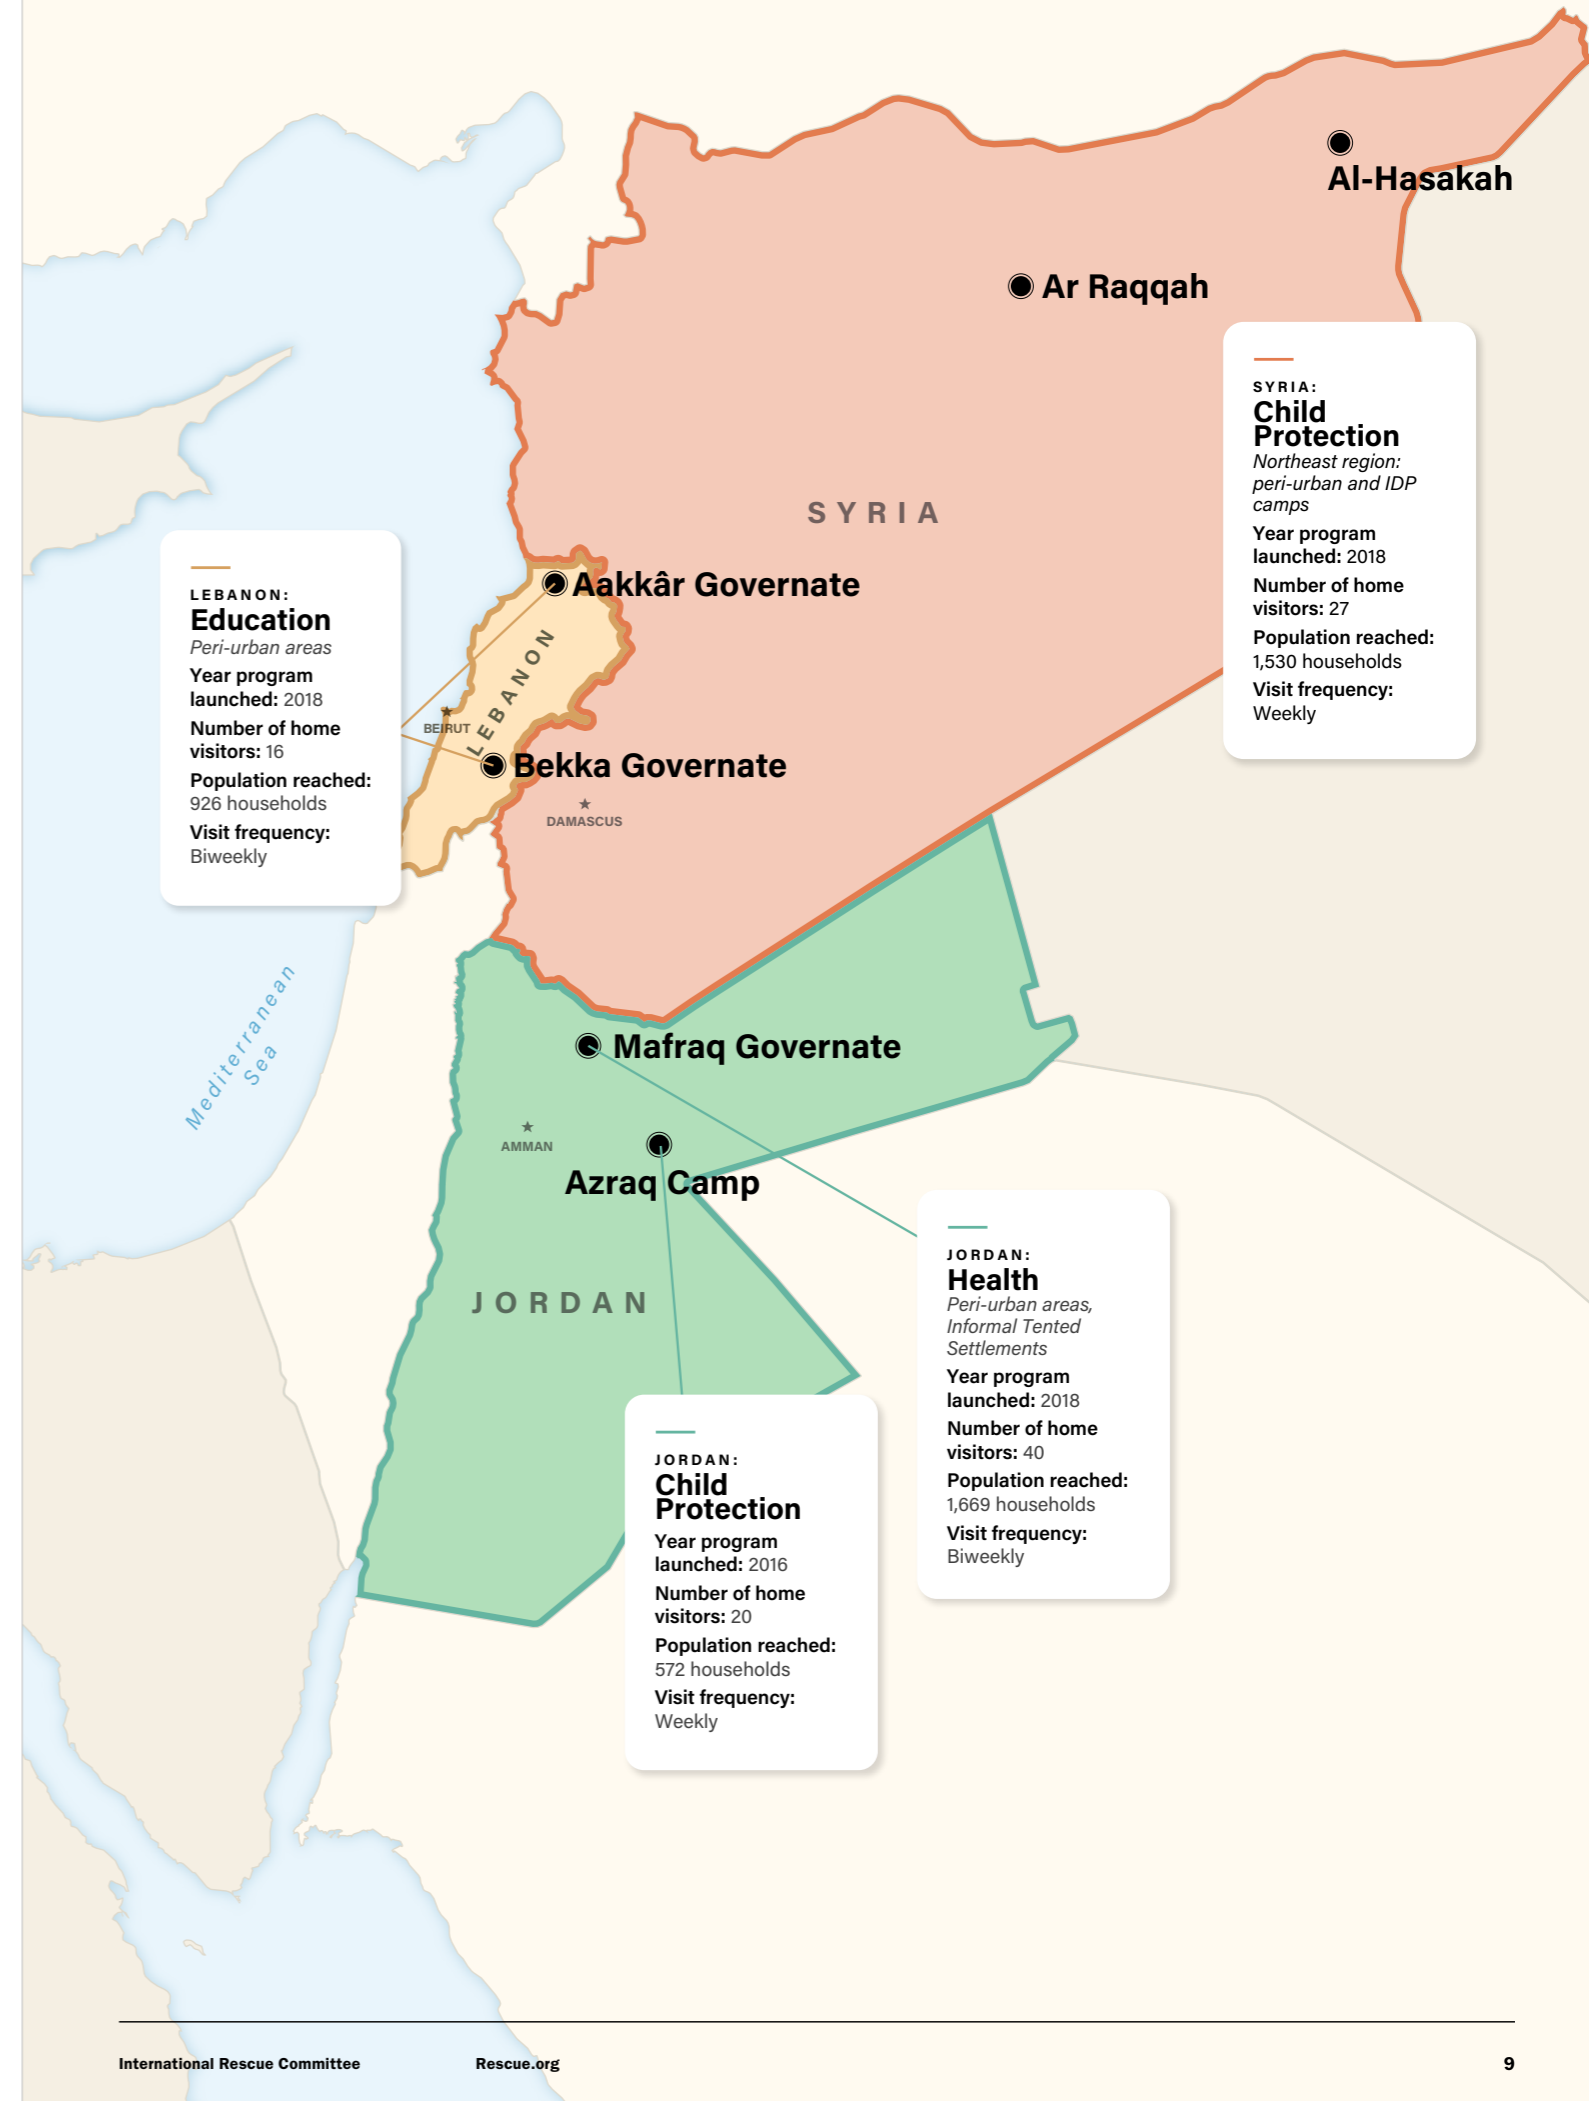 Al-Hasakah
Ar Raqqah
SYRIA:
Child
Protection
Northeast region:
peri-urban and IDP
camps
Year program
launched: 2018
Number of home
visitors: 27
Population reached:
1,530 households
Visit frequency:
Weekly
SYRIA
LEBANON:
Education
Peri-urban areas
Year program
launched: 2018
Number of home
visitors: 16
Population reached:
926 households
Visit frequency:
Biweekly
Aakkâr Governate
LEBANON
BEIRUT
Bekka Governate
DAMASCUS
Mediterranean
Sea
Mafraq Governate
AMMAN
Azraq Camp
JORDAN
JORDAN:
Health
Peri-urban areas,
Informal Tented
Settlements
Year program
launched: 2018
Number of home
visitors: 40
Population reached:
1,669 households
Visit frequency:
Biweekly
JORDAN:
Child
Protection
Year program
launched: 2016
Number of home
visitors: 20
Population reached:
572 households
Visit frequency:
Weekly
International Rescue Committee
Rescue.org
9